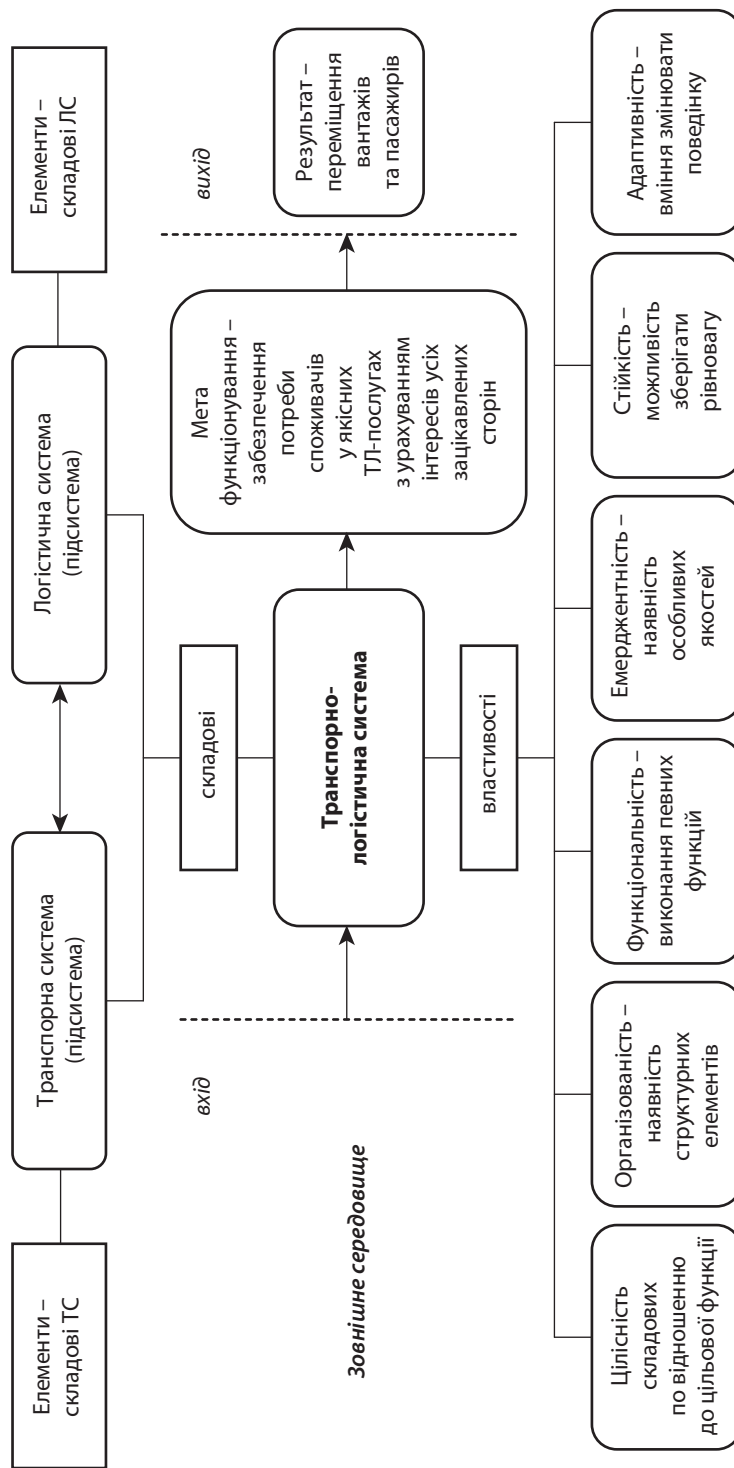 Елементи –
складові ТС
Транспорна система
(підсистема)
Логістична система
(підсистема)
Елементи –
складові ЛС
складові
вхід
вихід
Зовнішнє середовище
Транспорно-
логістична система
Мета
функціонування –
забезпечення
потреби
споживачів
у якісних
ТЛ-послугах
з урахуванням
інтересів усіх
зацікавлених
сторін
Результат –
переміщення
вантажів
та пасажирів
властивості
Цілісність
складових
по відношенню
до цільової функції
Організованість –
наявність
структурних
елементів
Функціональність –
виконання певних
функцій
Емерджентність –
наявність
особливих
якостей
Стійкість –
можливість
зберігати
рівновагу
Адаптивність –
вміння змінювати
поведінку